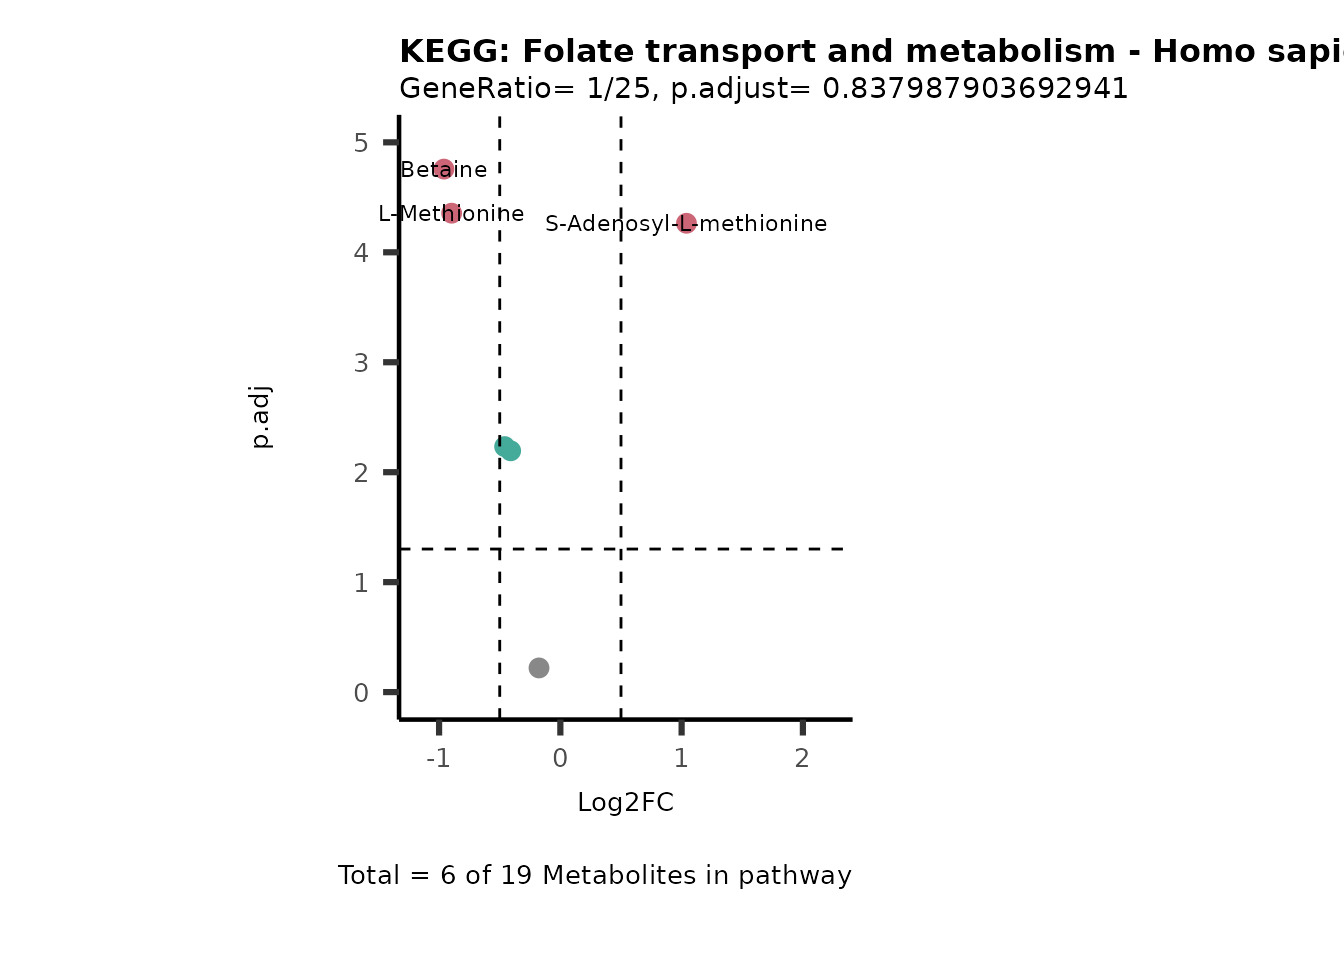 KEGG: Folate transport and metabolism - Homo sapi
GeneRatio= 1/25, p.adjust= 0.837987903692941
5
Betaine
L-Methionine
S-Adenosyl-L-methionine
4
3
p.adj
2
1
0
-1 0 1 2
Log2FC
Total = 6 of 19 Metabolites in pathway